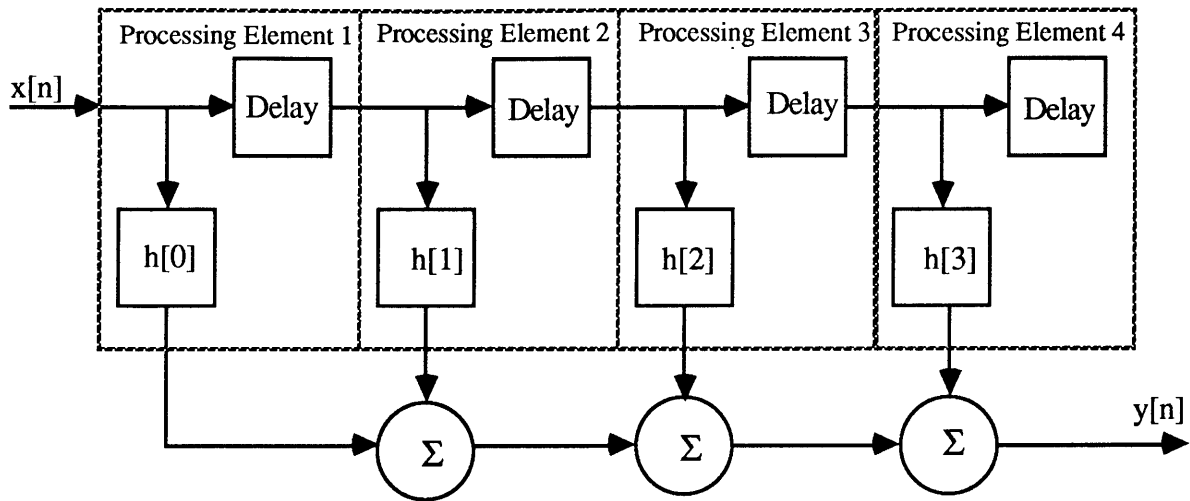 Processing Element 1
Processing Element 2
Processing Element 3
Processing Element 4
x[n]
Delay
Delay
Delay
Delay
h[0]
h[1]
h[2]
h[3]
y[n]
Σ
Σ
Σ